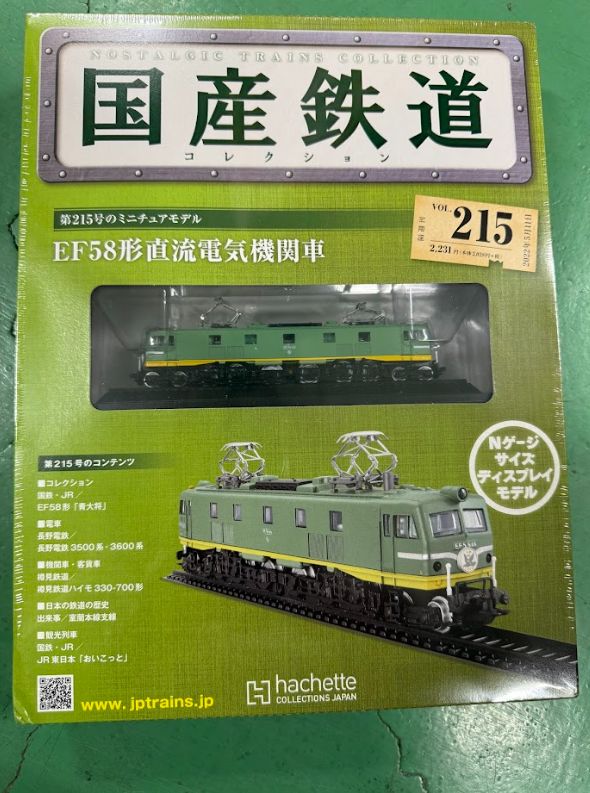 NOSTALGIC TRAINS COLLECTION
国産鉄道
コレクション
第215号のミニチュアモデル
EF58形直流電気機関車
VOL.
215
2,231円
Nゲージ
サイズ
ディスプレイ
モデル
第215号のコンテンツ
■コレクション
国鉄・JR/
EF58形「青大将」
■電車
長野電鉄/
長野電鉄3500系・3600系
■機関車・客貨車
樽見鉄道/
樽見鉄道ハイモ330-700形
■日本の鉄道の歴史
出来事/室蘭本線支線
■観光列車
国鉄・JR/
JR東日本「おいこっと」
www.jptrains.jp
hachette
COLLECTIONS JAPAN